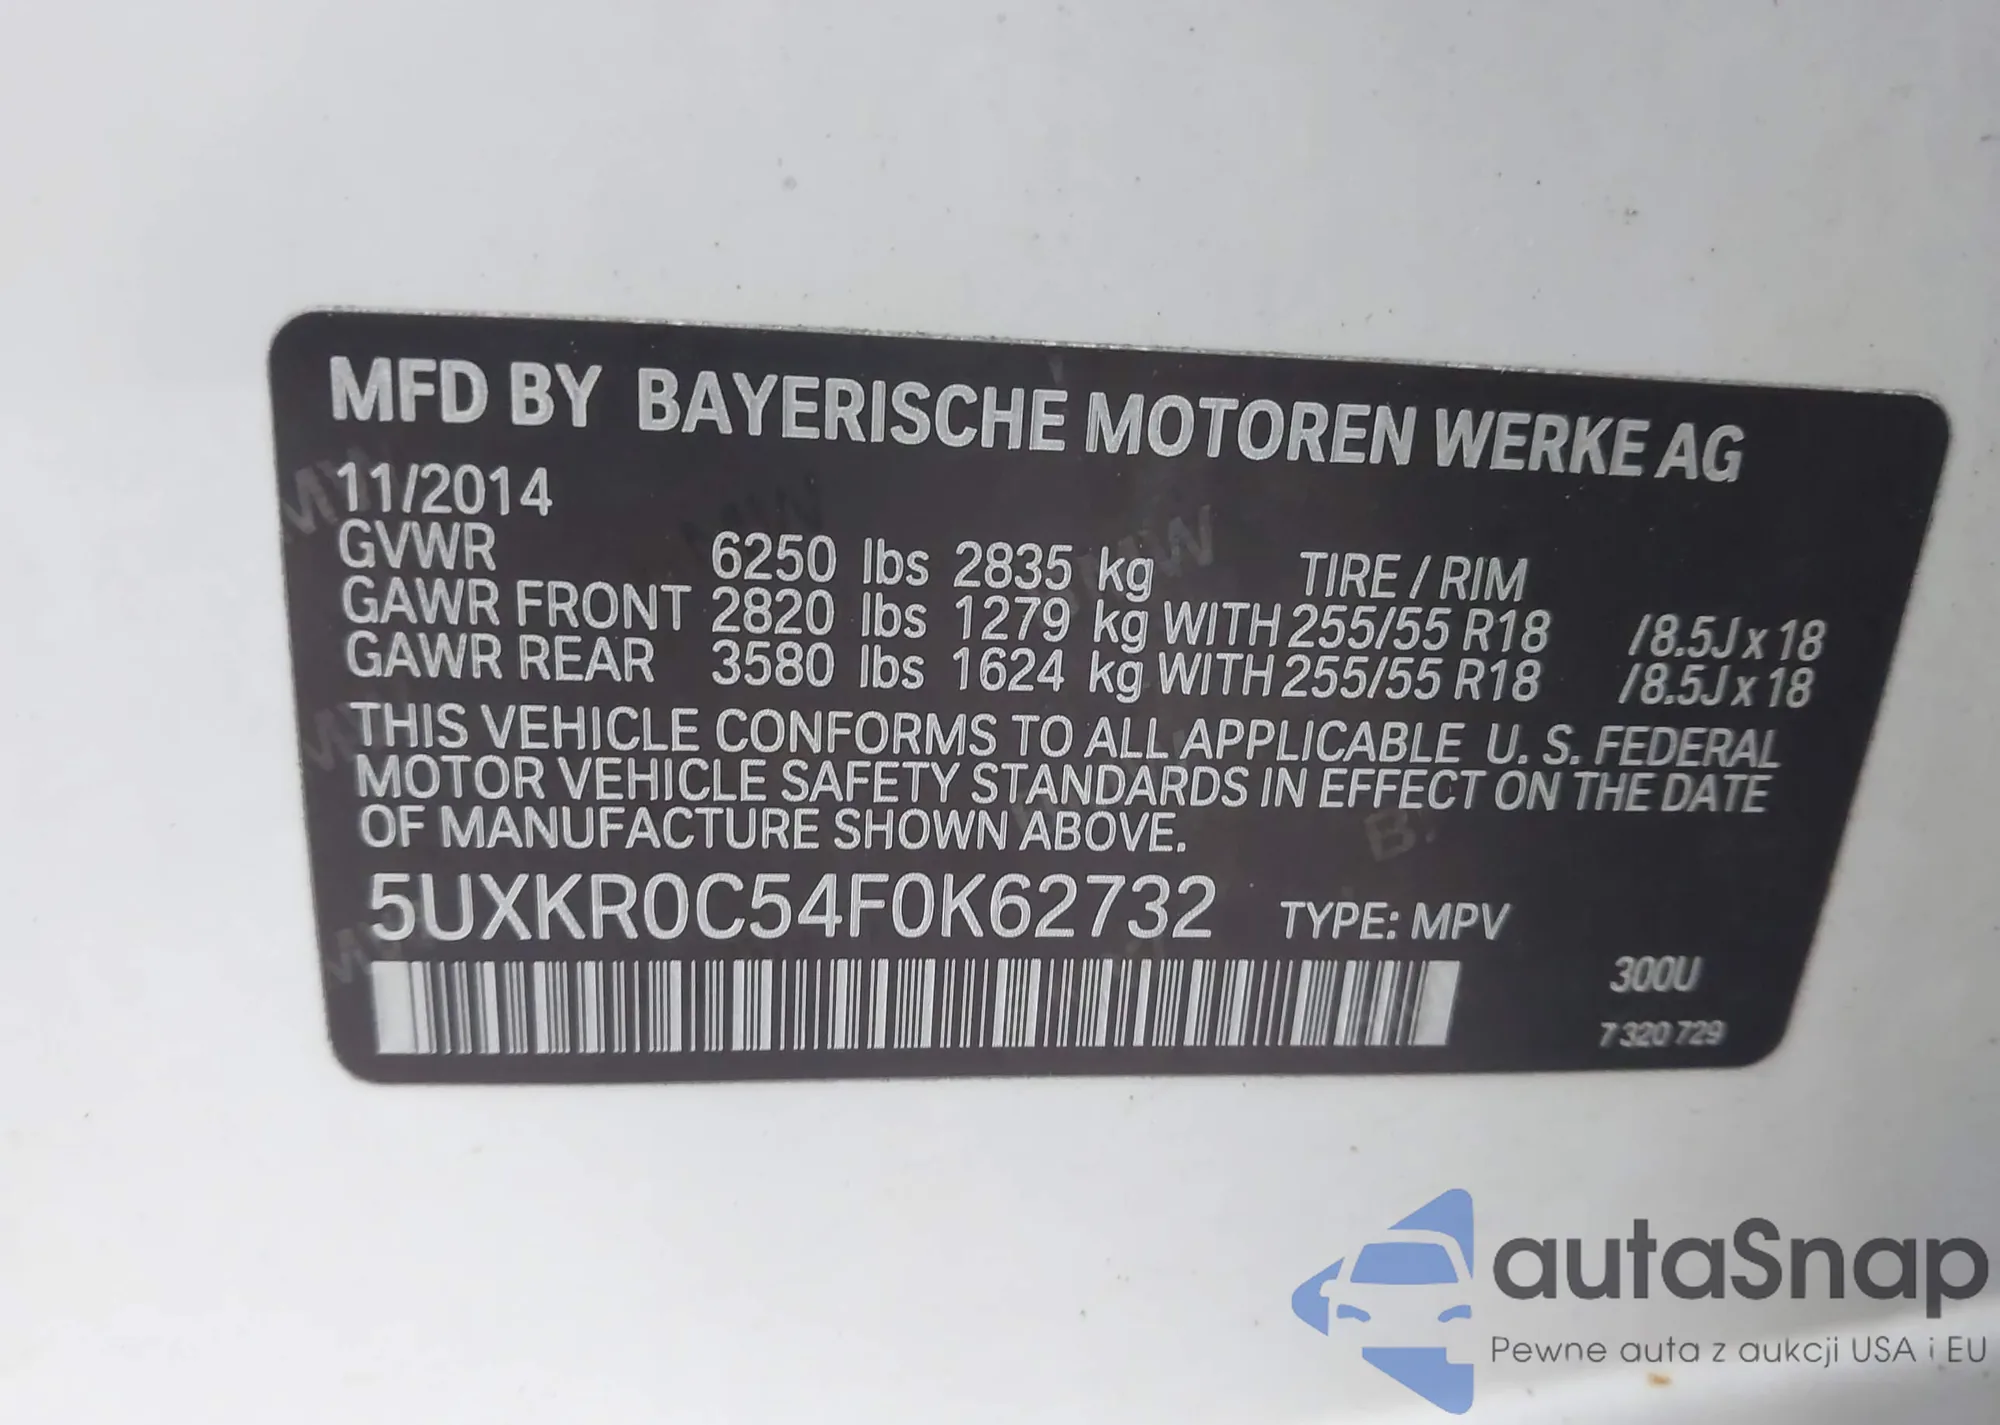 MFD BY BAYERISCHE MOTOREN WERKE AG
11/2014
GVWR 6250 lbs 2835 kg TIRE / RIM
GAWR FRONT 2820 lbs 1279 kg WITH 255/55 R18 /8.5J x 18
GAWR REAR 3580 lbs 1624 kg WITH 255/55 R18 /8.5J x 18
THIS VEHICLE CONFORMS TO ALL APPLICABLE U. S. FEDERAL
MOTOR VEHICLE SAFETY STANDARDS IN EFFECT ON THE DATE
OF MANUFACTURE SHOWN ABOVE.
5UXKR0C54F0K62732 TYPE: MPV
300U
7 320 729
autaSnap
Pewne auta z aukcji USA i EU